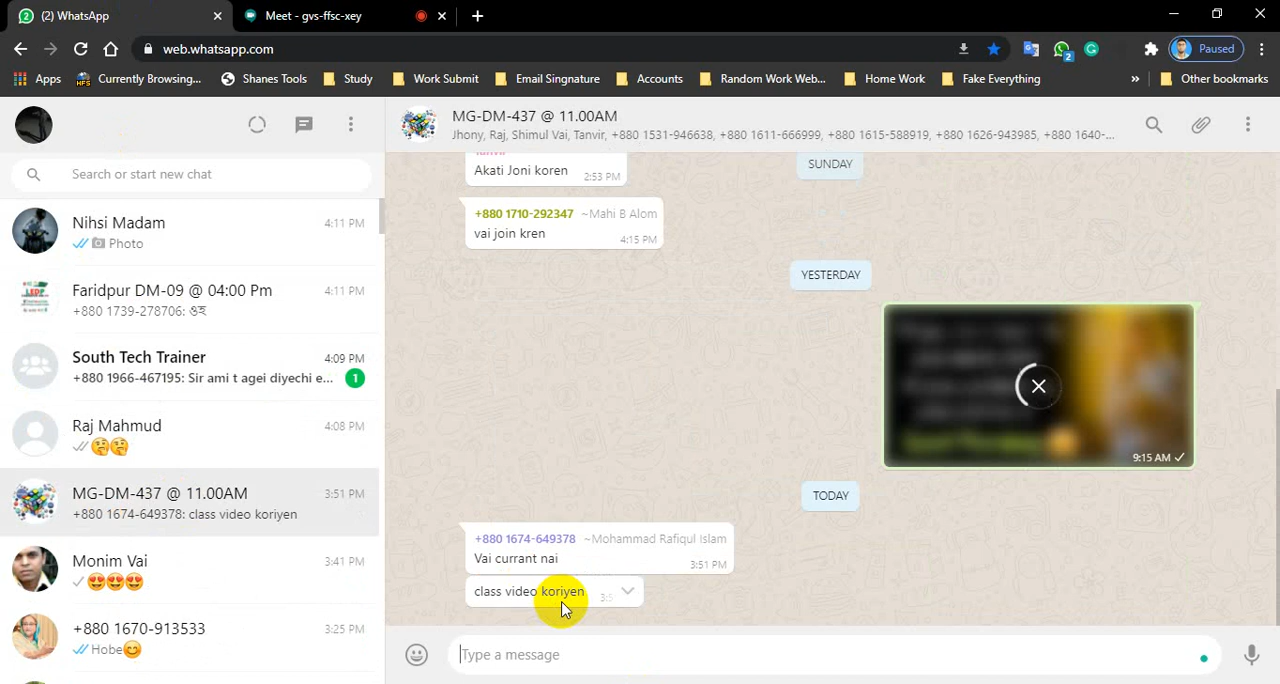 (2) WhatsApp
Meet - gvs-ffsc-xey
web.whatsapp.com
2
Paused
Apps
Currently Browsing...
Shanes Tools
Study
Work Submit
Email Singnature
Accounts
Random Work Web...
Home Work
Fake Everything
»
Other bookmarks
MG-DM-437 @ 11.00AM
Jhony, Raj, Shimul Vai, Tanvir, +880 1531-946638, +880 1611-666999, +880 1615-588919, +880 1626-943985, +880 1640-...
Search or start new chat
Nihsi Madam 4:11 PM
Photo
Faridpur DM-09 @ 04:00 Pm 4:11 PM
+880 1739-278706: ওহ
South Tech Trainer 4:09 PM
+880 1966-467195: Sir ami t agei diyechi e... 1
Raj Mahmud 4:08 PM
MG-DM-437 @ 11.00AM 3:51 PM
+880 1674-649378: class video koriyen
Monim Vai 3:41 PM
+880 1670-913533 3:25 PM
Hobe
SUNDAY
Akati Joni koren 2:53 PM
+880 1710-292347 ~Mahi B Alom
vai join kren 4:15 PM
YESTERDAY
9:15 AM
TODAY
+880 1674-649378 ~Mohammad Rafiqul Islam
Vai currant nai 3:51 PM
class video koriyen
Type a message